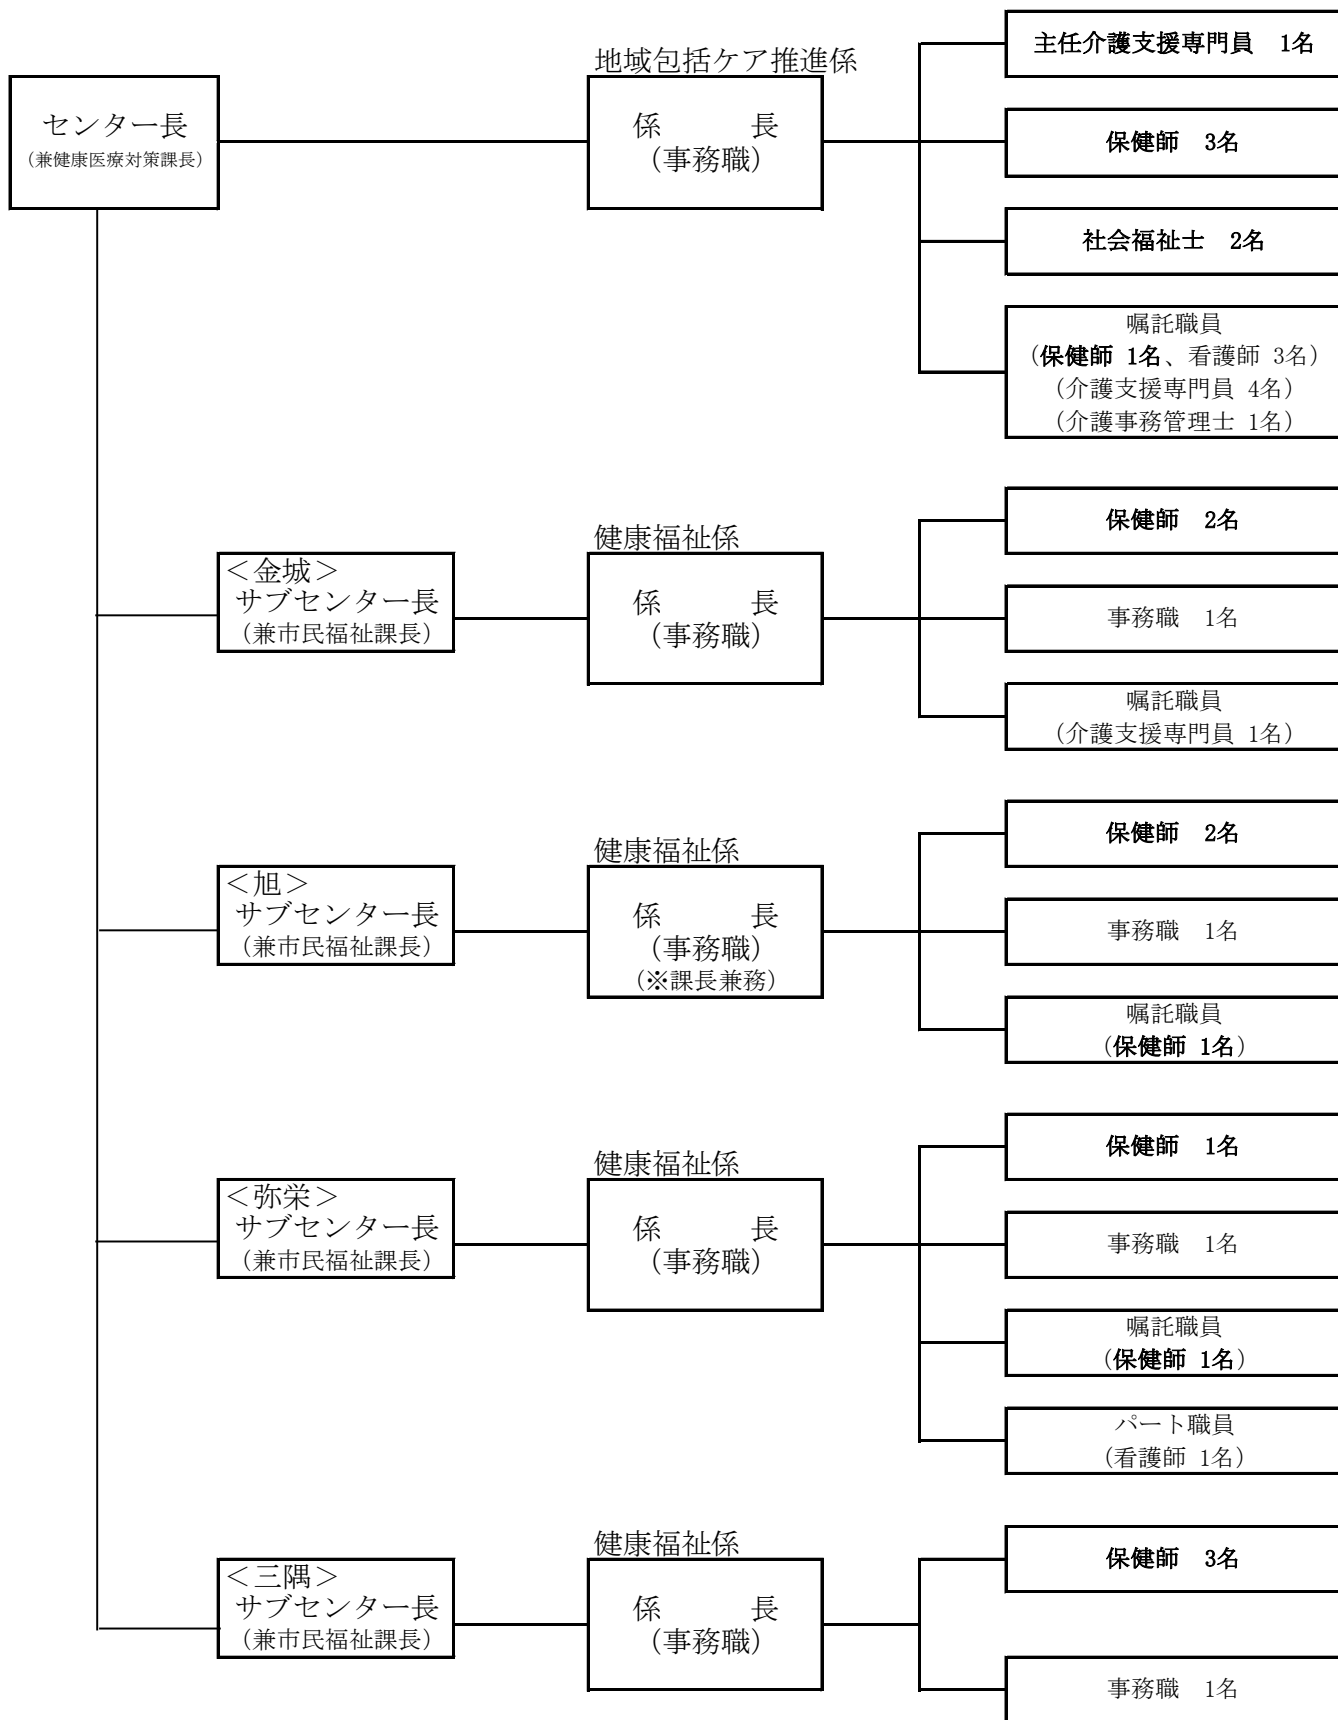 センター長
(兼健康医療対策課長)
地域包括ケア推進係
係　　長
(事務職)
主任介護支援専門員　1名
保健師　3名
社会福祉士　2名
嘱託職員
(保健師 1名、看護師 3名)
(介護支援専門員 4名)
(介護事務管理士 1名)
＜金城＞
サブセンター長
(兼市民福祉課長)
健康福祉係
係　　長
(事務職)
保健師　2名
事務職　1名
嘱託職員
(介護支援専門員 1名)
＜旭＞
サブセンター長
(兼市民福祉課長)
健康福祉係
係　　長
(事務職)
(※課長兼務)
保健師　2名
事務職　1名
嘱託職員
(保健師 1名)
＜弥栄＞
サブセンター長
(兼市民福祉課長)
健康福祉係
係　　長
(事務職)
保健師　1名
事務職　1名
嘱託職員
(保健師 1名)
パート職員
(看護師 1名)
＜三隅＞
サブセンター長
(兼市民福祉課長)
健康福祉係
係　　長
(事務職)
保健師　3名
事務職　1名